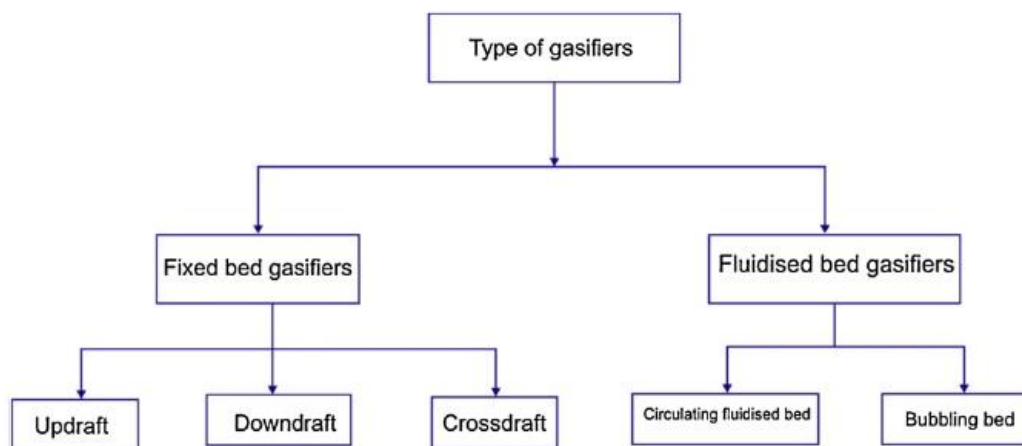 Type of gasifiers
Fixed bed gasifiers
Fluidised bed gasifiers
Updraft
Downdraft
Crossdraft
Circulating fluidised bed
Bubbling bed